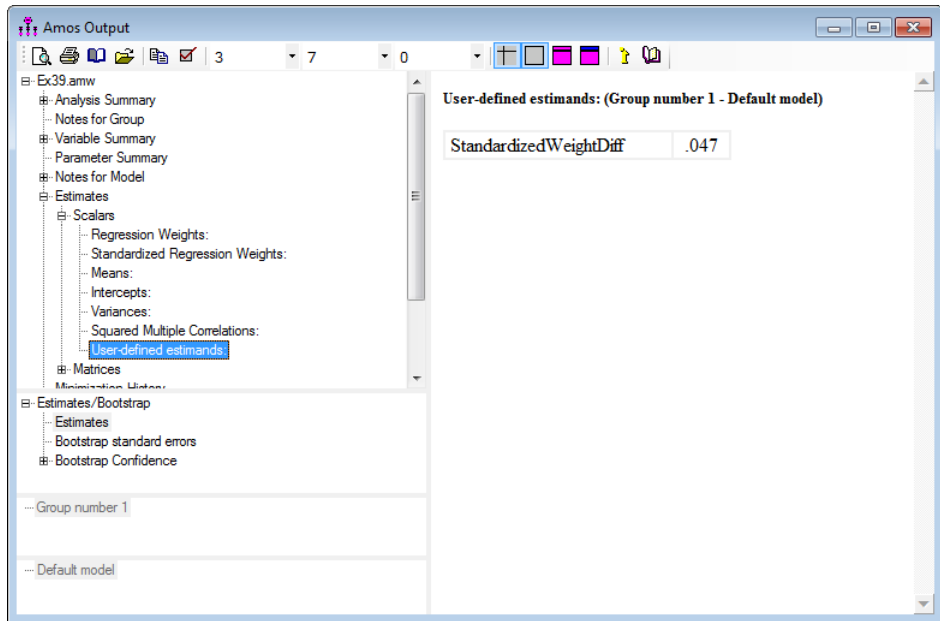 Amos Output
3 7 0
Ex39.amw
Analysis Summary
Notes for Group
Variable Summary
Parameter Summary
Notes for Model
Estimates
Scalars
Regression Weights:
Standardized Regression Weights:
Means:
Intercepts:
Variances:
Squared Multiple Correlations:
User-defined estimands:
Matrices
Minimization History
Estimates/Bootstrap
Estimates
Bootstrap standard errors
Bootstrap Confidence
Group number 1
Default model
User-defined estimands: (Group number 1 - Default model)
StandardizedWeightDiff .047